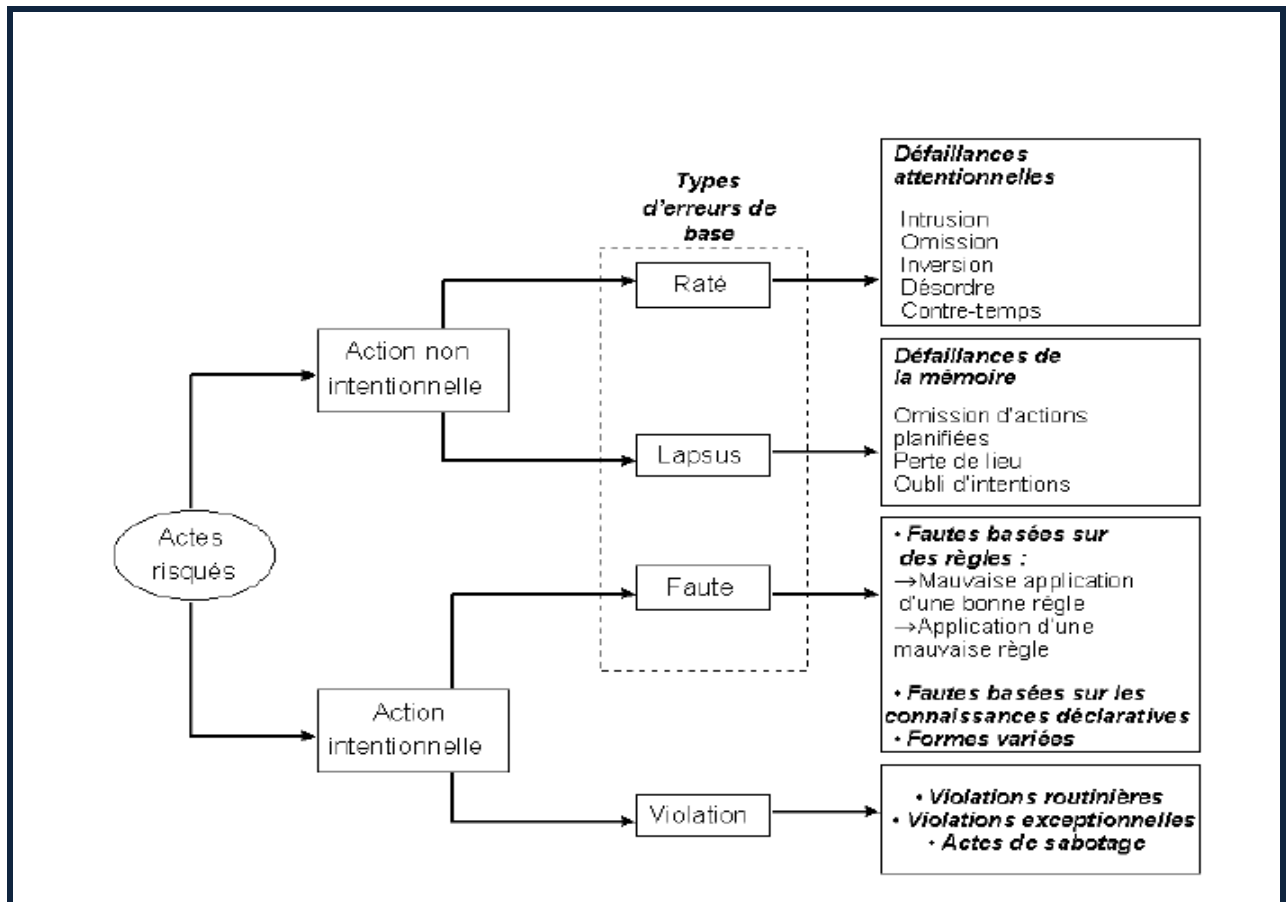 Types
d'erreurs de
base
Défaillances
attentionnelles
Intrusion
Omission
Inversion
Désordre
Contre-temps
Raté
Action non
intentionnelle
Défaillances de
la mémoire
Omission d'actions
planifiées
Perte de lieu
Oubli d'intentions
Lapsus
Actes
risqués
• Fautes basées sur
des règles :
→Mauvaise application
d'une bonne règle
→Application d'une
mauvaise règle
• Fautes basées sur les
connaissances déclaratives
• Formes variées
Faute
Action
intentionnelle
Violation
• Violations routinières
• Violations exceptionnelles
• Actes de sabotage